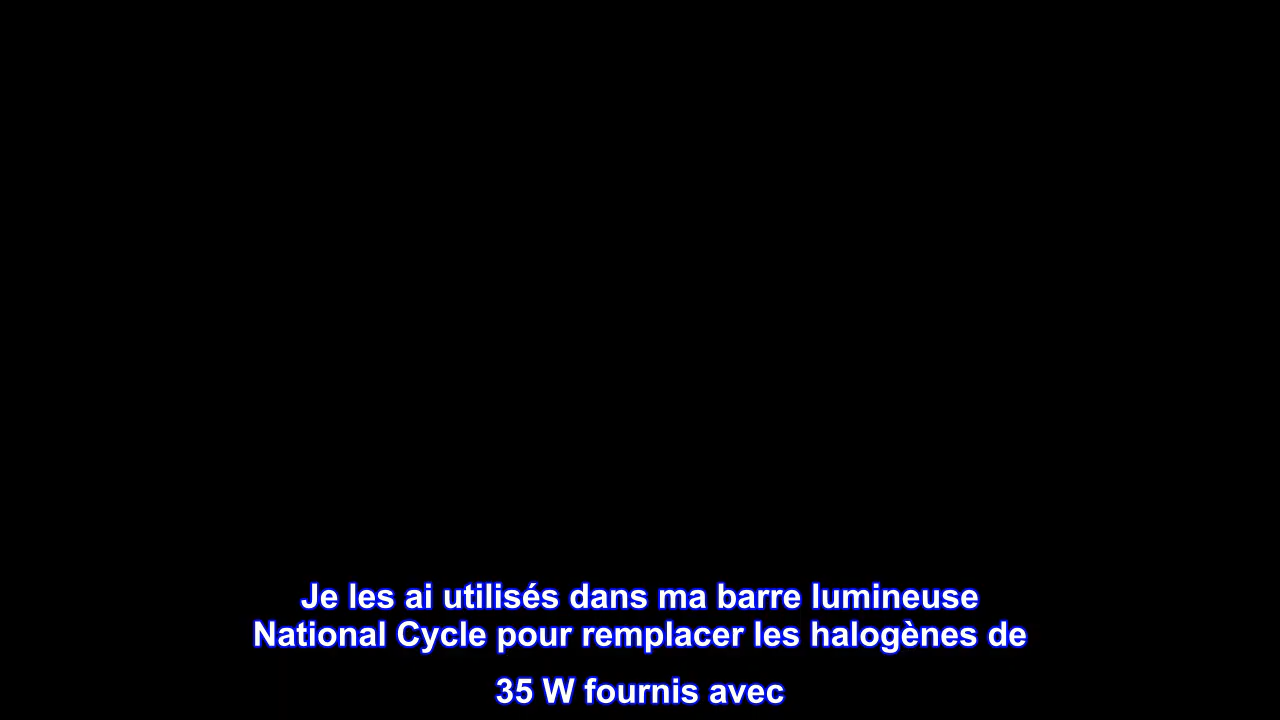 Je les ai utilisés dans ma barre lumineuse
National Cycle pour remplacer les halogènes de
35 W fournis avec